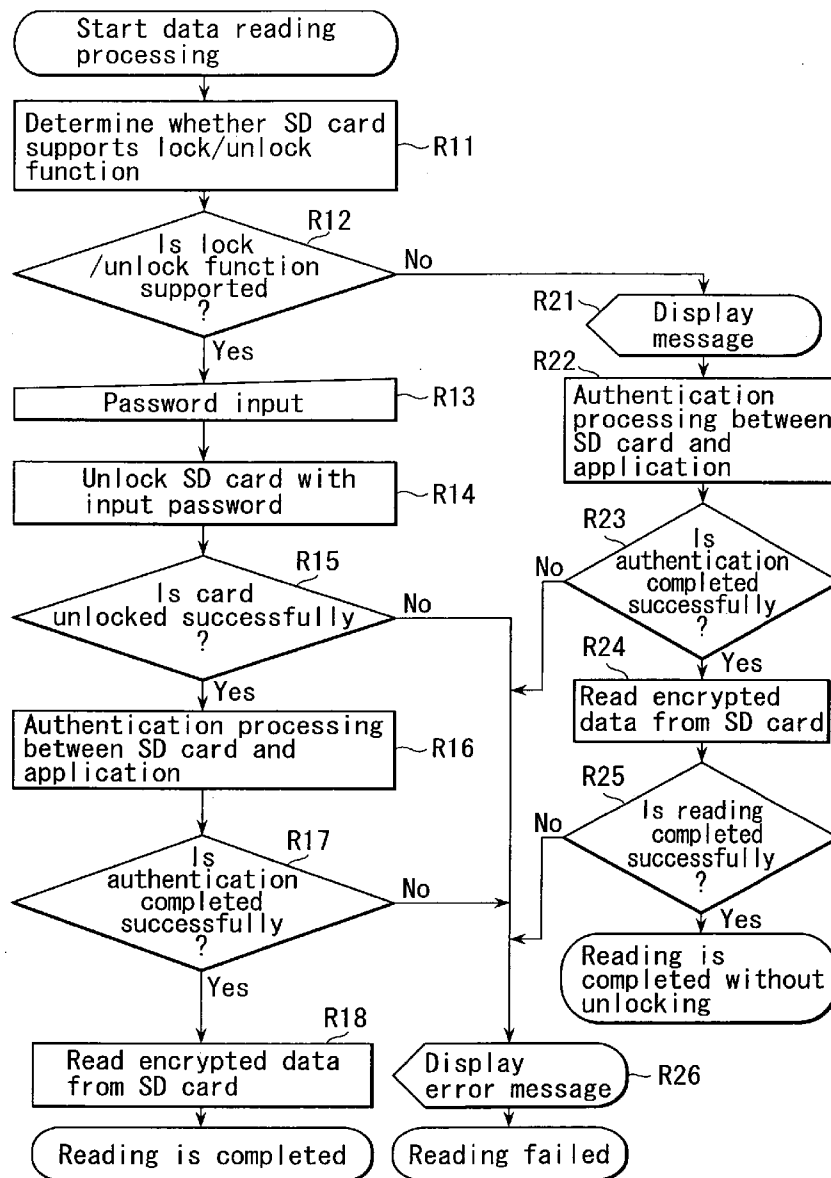 Start data reading
processing
Determine whether SD card
supports lock/unlock
function
R11
R12
Is lock
/unlock function
supported
?
No
Yes
R21
Display
message
R13
Password input
R22
Authentication
processing between
SD card and
application
Unlock SD card with
input password
R14
R23
Is
authentication
completed
successfully
?
No
Yes
R15
Is card
unlocked successfully
?
No
Yes
R24
Read encrypted
data from SD card
Authentication processing
between SD card and
application
R16
R25
Is reading
completed
successfully
?
No
Yes
R17
Is
authentication
completed
successfully
?
No
Yes
Reading is
completed without
unlocking
R18
Read encrypted data
from SD card
Display
error message
R26
Reading is completed
Reading failed